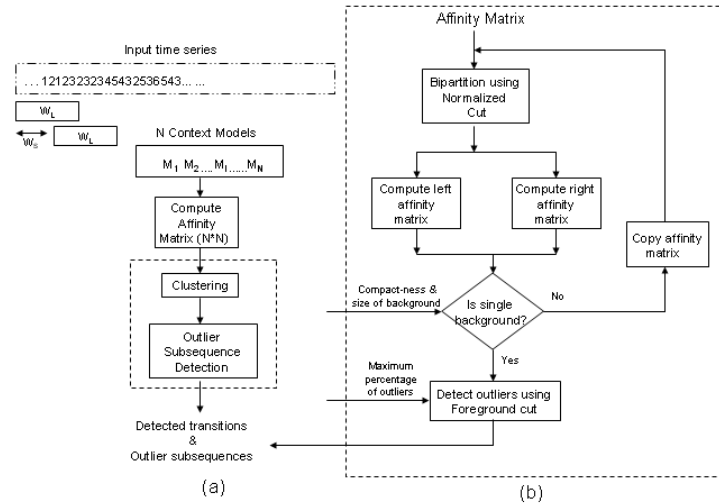 Input time series
. . . 12123232345432536543... ...
W_L
W_S
W_L
N Context Models
M_1 M_2 .... M_I ...... M_N
Compute
Affinity
Matrix (N*N)
Clustering
Outlier
Subsequence
Detection
Detected transitions
&
Outlier subsequences
(a)
Affinity Matrix
Bipartition using
Normalized
Cut
Compute left
affinity
matrix
Compute right
affinity
matrix
Copy affinity
matrix
Compact-ness &
size of background
Is single
background?
No
Yes
Maximum
percentage
of outliers
Detect outliers using
Foreground cut
(b)